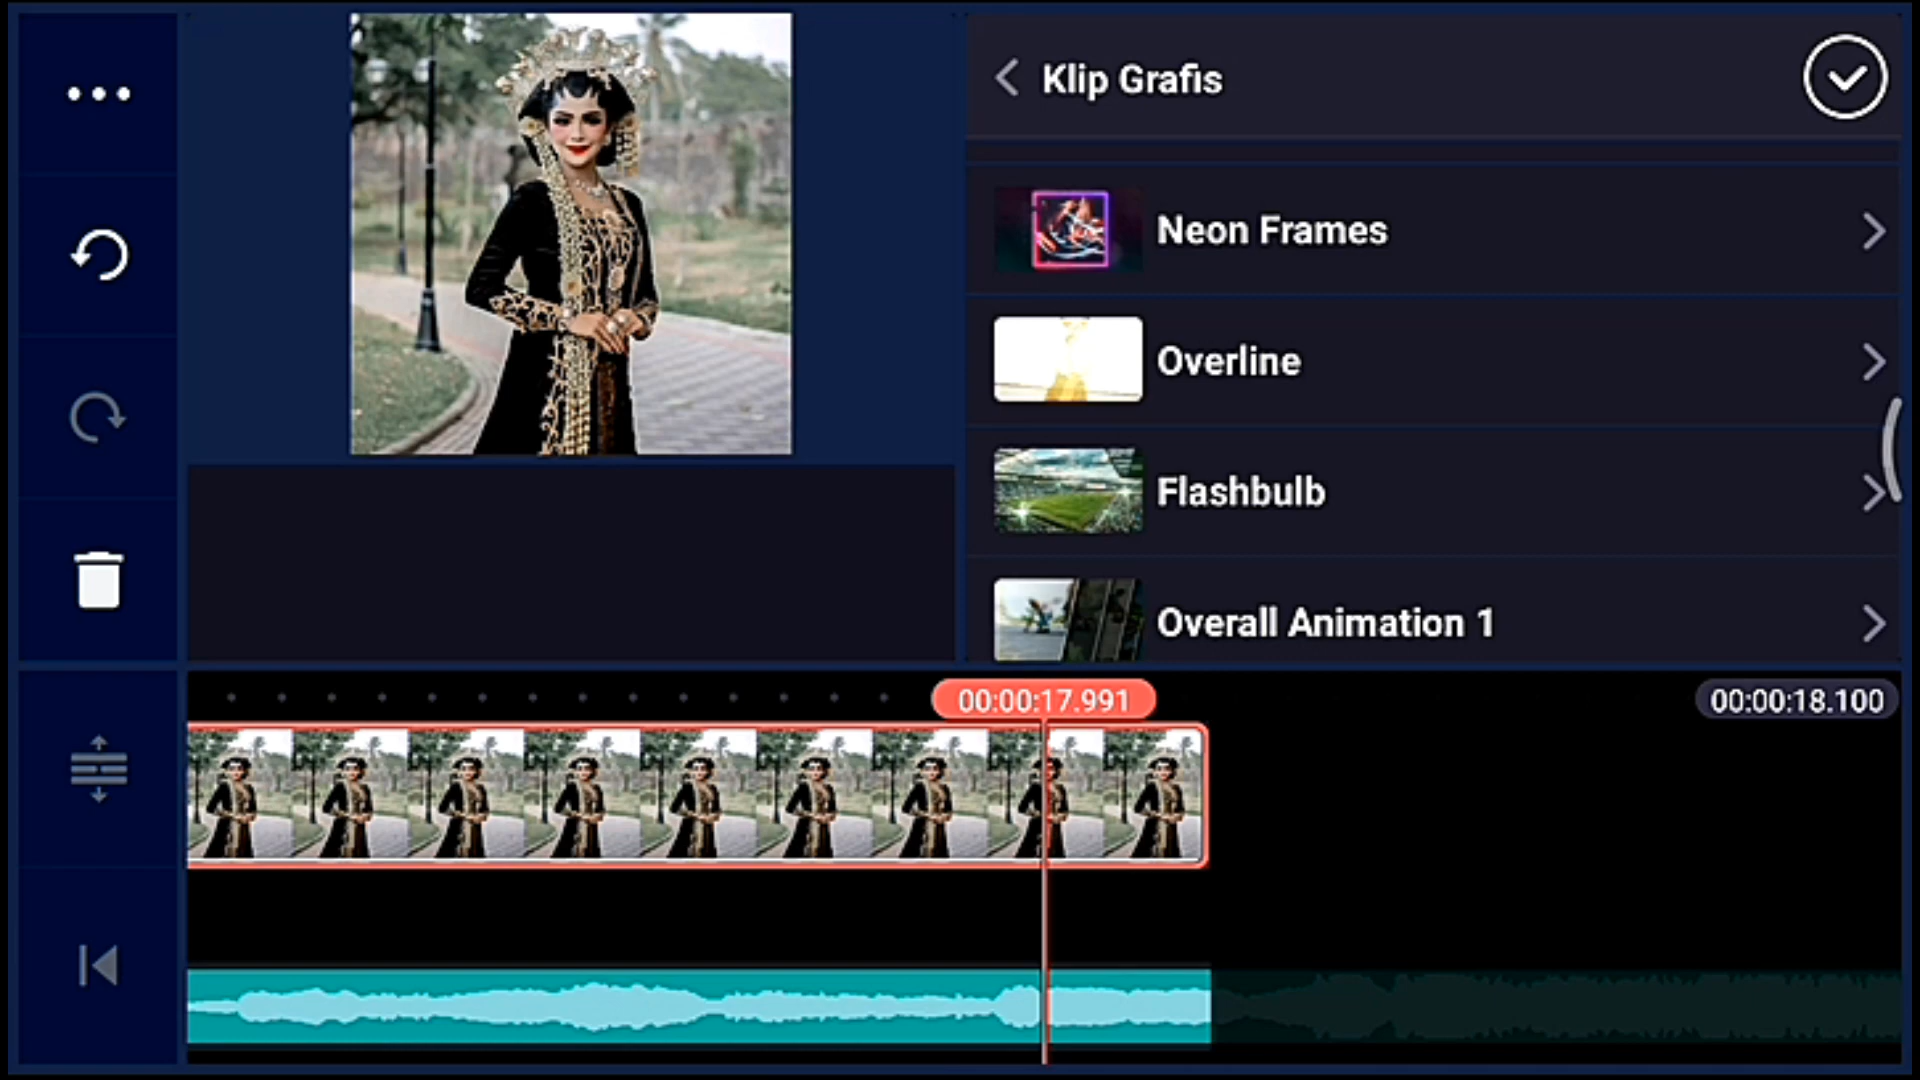 Klip Grafis
Neon Frames
Overline
Flashbulb
Overall Animation 1
00:00:17.991
00:00:18.100